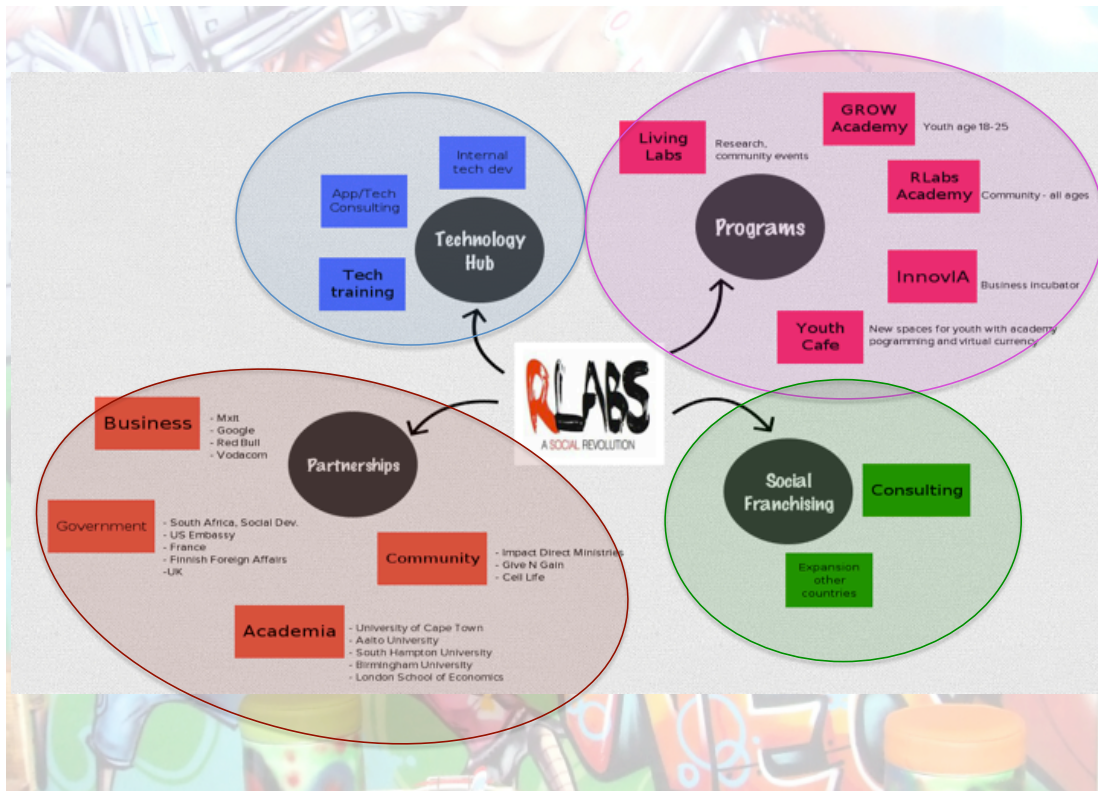 Internal
tech dev
App/Tech
Consulting
Tech
training
Technology
Hub
Living
Labs
Research,
community events
GROW
Academy
Youth age 18-25
RLabs
Academy
Community - all ages
Programs
InnovIA
Business incubator
Youth
Cafe
New spaces for youth with academy
pogramming and virtual currency
RLABS
A SOCIAL REVOLUTION
Business
- Mxit
- Google
- Red Bull
- Vodacom
Partnerships
Government
- South Africa, Social Dev.
- US Embassy
- France
- Finnish Foreign Affairs
-UK
Community
- Impact Direct Ministries
- Give N Gain
- Cell Life
Academia
- University of Cape Town
- Aalto University
- South Hampton University
- Birmingham University
- London School of Economics
Social
Franchising
Consulting
Expansion
other
countries